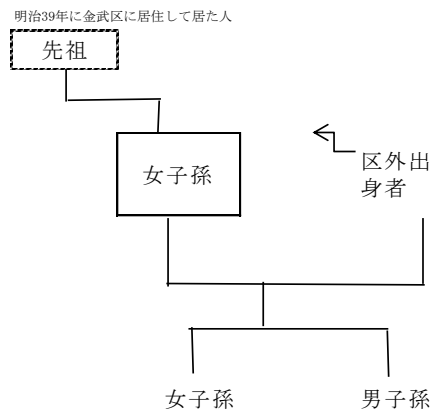 明治39年に金武区に居住して居た人
先祖
女子孫
区外出
身者
女子孫
男子孫